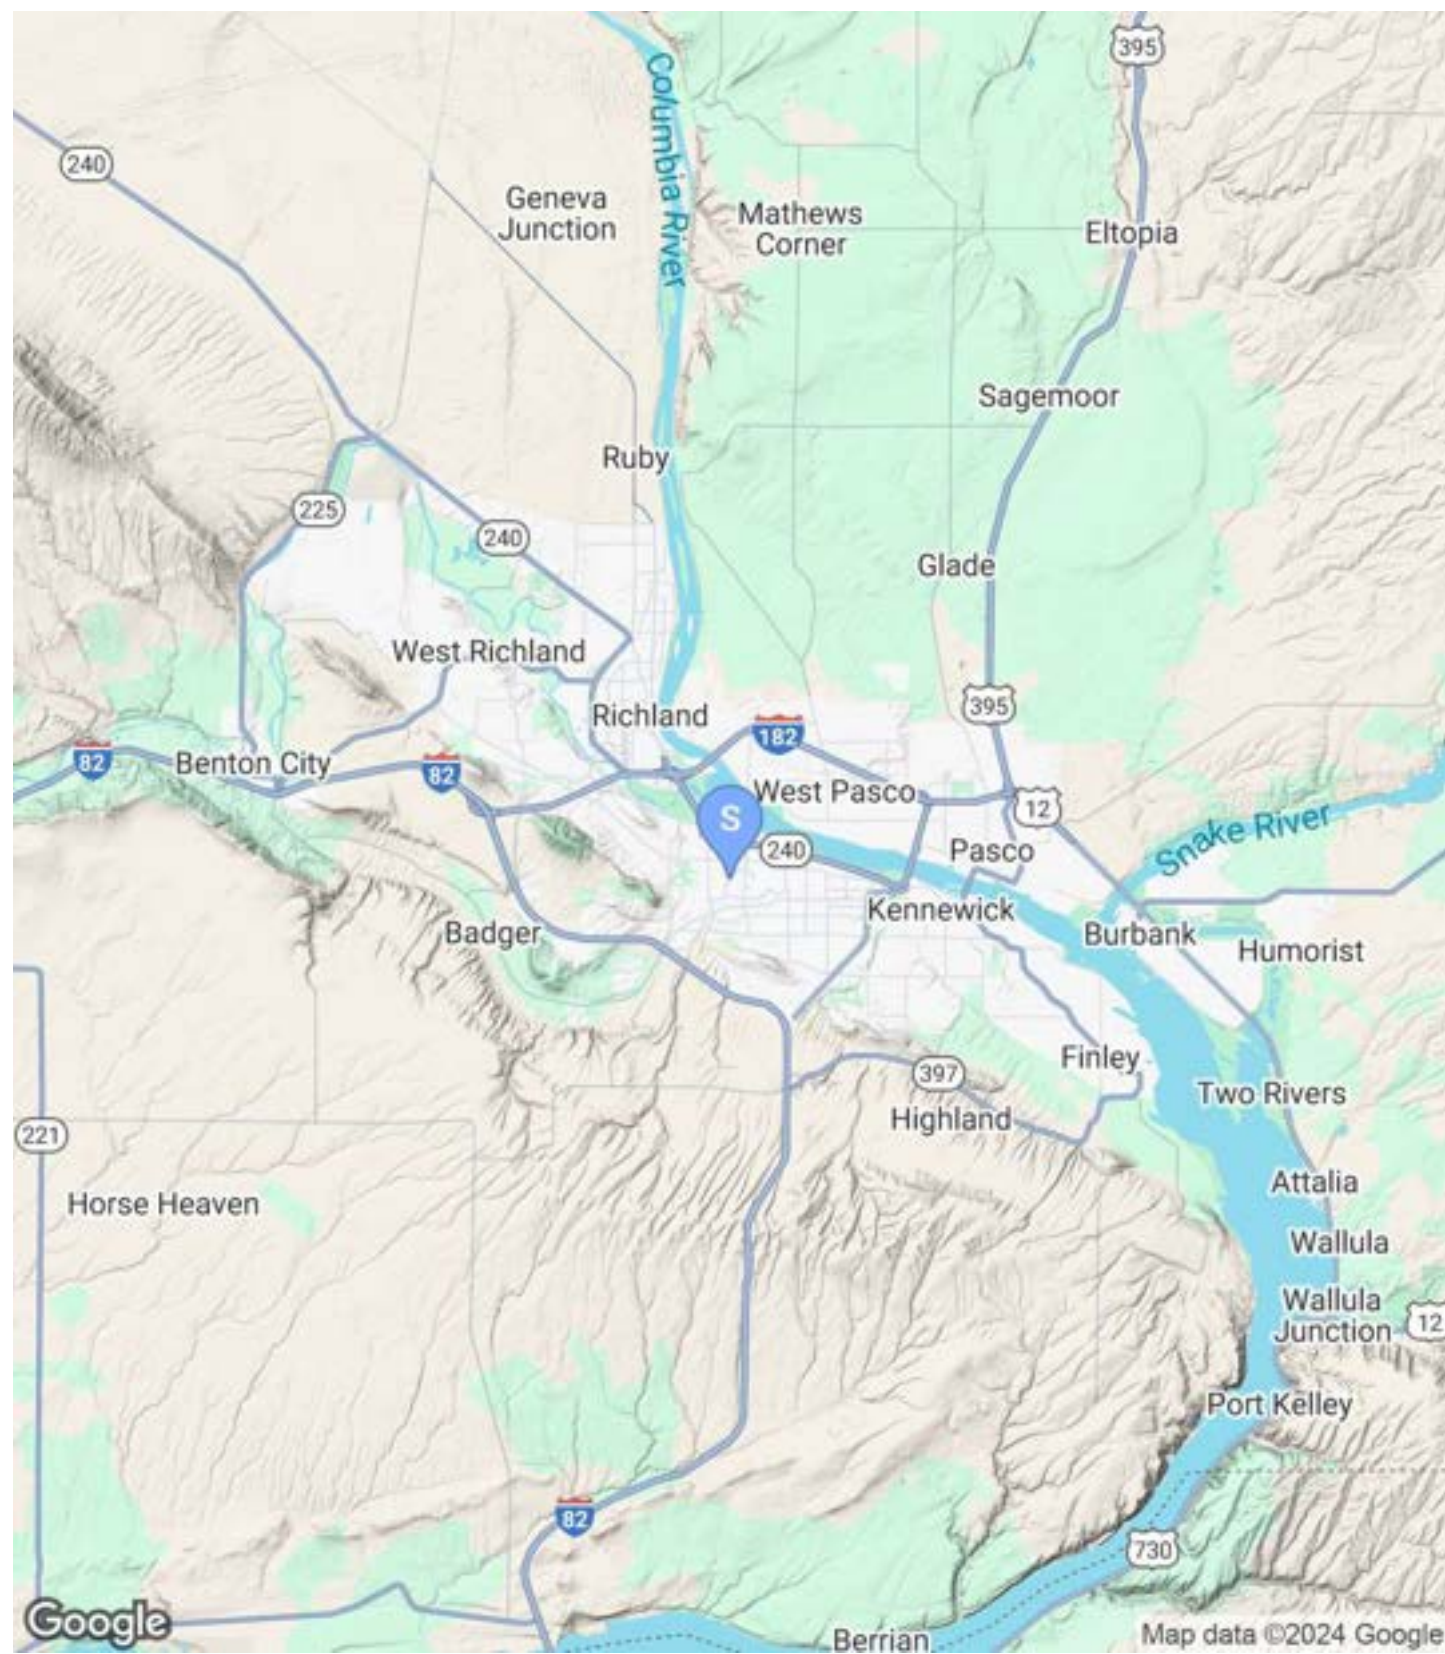 395
Columbia River
240
Geneva
Junction
Mathews
Corner
Eltopia
Sagemoor
Ruby
225
240
Glade
West Richland
395
Richland
182
82
Benton City
82
West Pasco
12
S
Snake River
240
Pasco
Kennewick
Badger
Burbank
Humorist
Finley
397
Two Rivers
Highland
221
Attalia
Horse Heaven
Wallula
Wallula
Junction
12
Port Kelley
82
730
Google
Berrian
Map data ©2024 Google